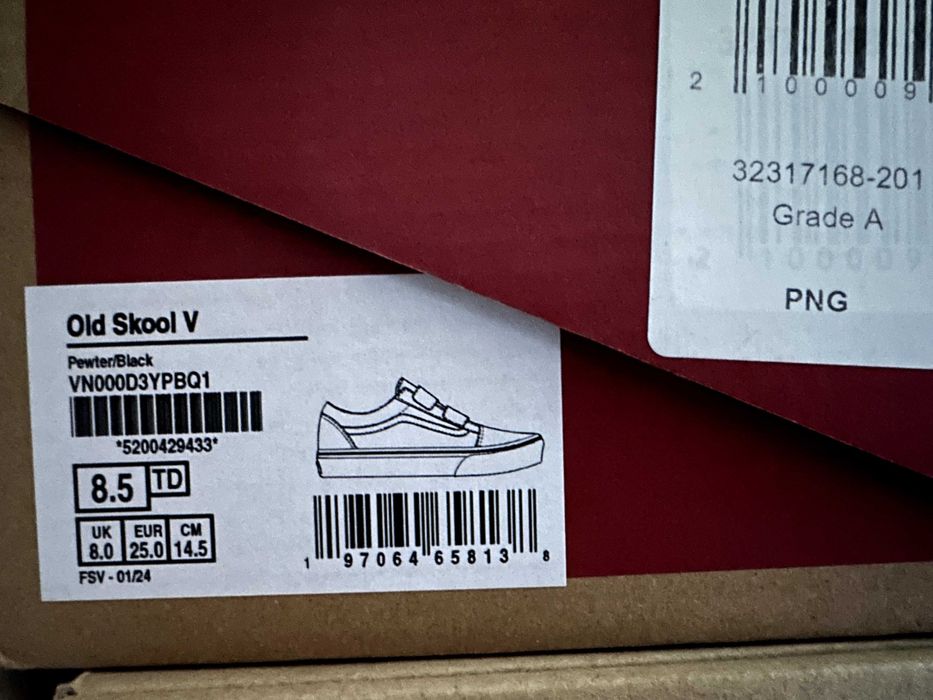 2 100009
32317168-201
Grade A
PNG
Old Skool V
Pewter/Black
VN000D3YPBQ1
*5200429433*
8.5 TD
UK EUR CM
8.0 25.0 14.5
FSV - 01/24
1 97064 65813 8